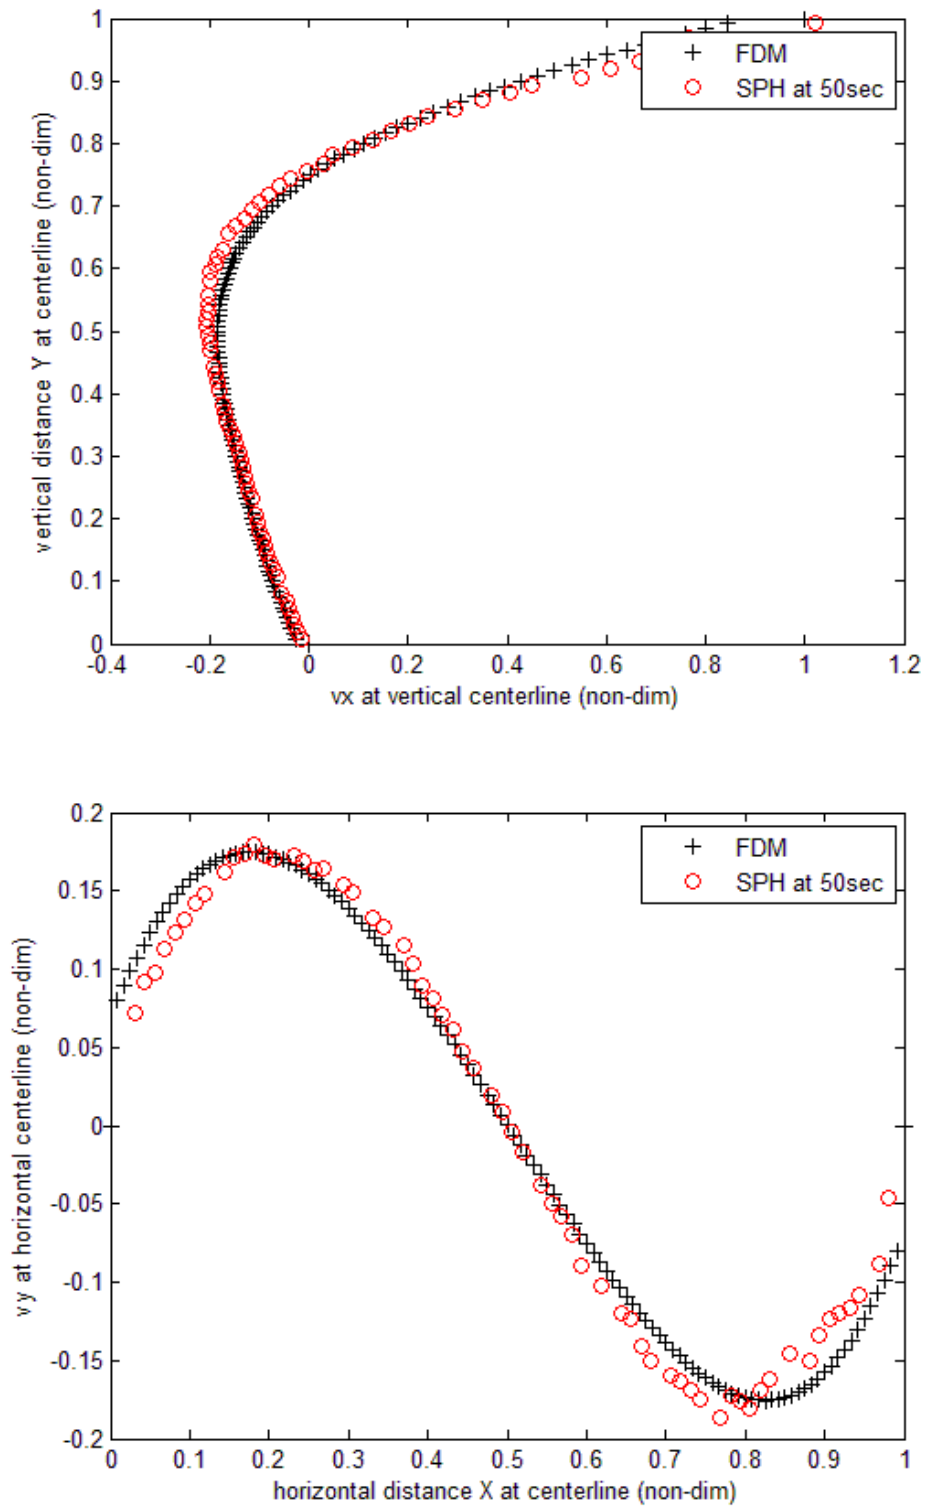 1
0.9
0.8
0.7
0.6
0.5
0.4
0.3
0.2
0.1
0
vertical distance Y at centerline (non-dim)
FDM
SPH at 50sec
-0.4 -0.2 0 0.2 0.4 0.6 0.8 1 1.2
vx at vertical centerline (non-dim)
0.2
0.15
0.1
0.05
0
-0.05
-0.1
-0.15
-0.2
vy at horizontal centerline (non-dim)
FDM
SPH at 50sec
0 0.1 0.2 0.3 0.4 0.5 0.6 0.7 0.8 0.9 1
horizontal distance X at centerline (non-dim)